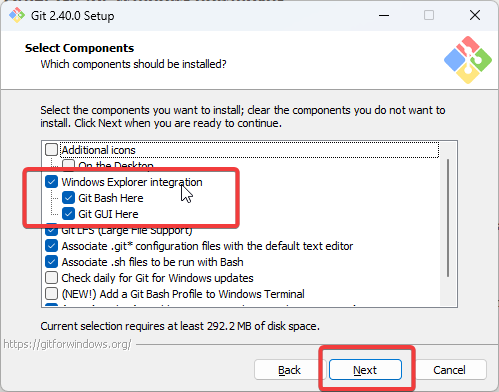 Git 2.40.0 Setup
Select Components
Which components should be installed?
Select the components you want to install; clear the components you do not want to
install. Click Next when you are ready to continue.
Additional icons
On the Desktop
Windows Explorer integration
Git Bash Here
Git GUI Here
Git LFS (Large File Support)
Associate .git* configuration files with the default text editor
Associate .sh files to be run with Bash
Check daily for Git for Windows updates
(NEW!) Add a Git Bash Profile to Windows Terminal
Current selection requires at least 292.2 MB of disk space.
https://gitforwindows.org/
Back
Next
Cancel